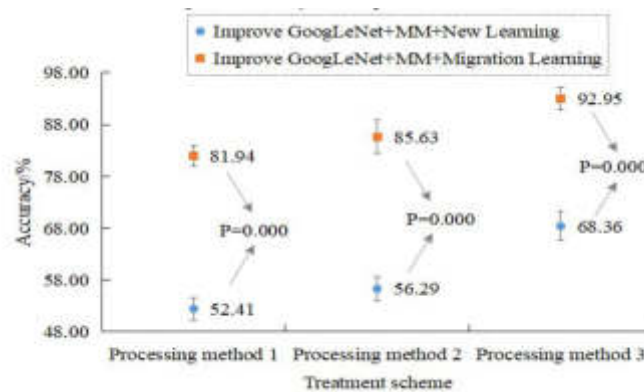 Improve GoogLeNet+MM+New Learning
Improve GoogLeNet+MM+Migration Learning
98.00
88.00
78.00
68.00
58.00
48.00
Accuracy/%
81.94
85.63
92.95
P=0.000
P=0.000
P=0.000
52.41
56.29
68.36
Processing method 1
Processing method 2
Processing method 3
Treatment scheme